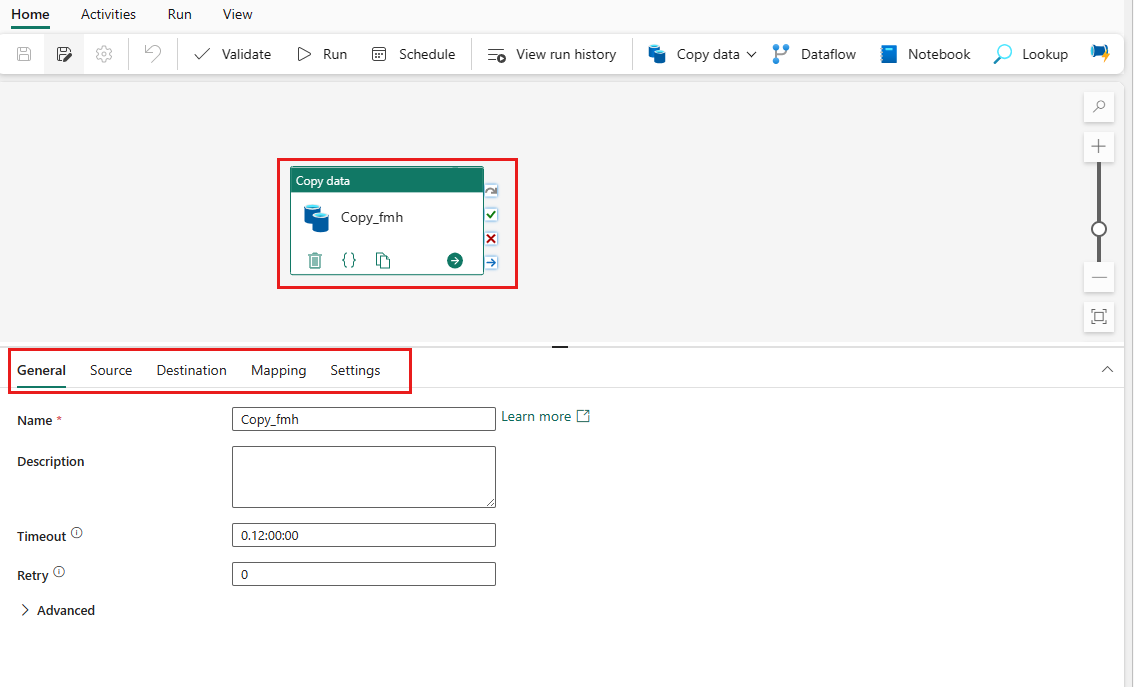 Home Activities Run View
Validate Run Schedule View run history Copy data Dataflow Notebook Lookup
Copy data
Copy_fmh
{}
General Source Destination Mapping Settings
Name * Copy_fmh Learn more
Description
Timeout 0.12:00:00
Retry 0
Advanced